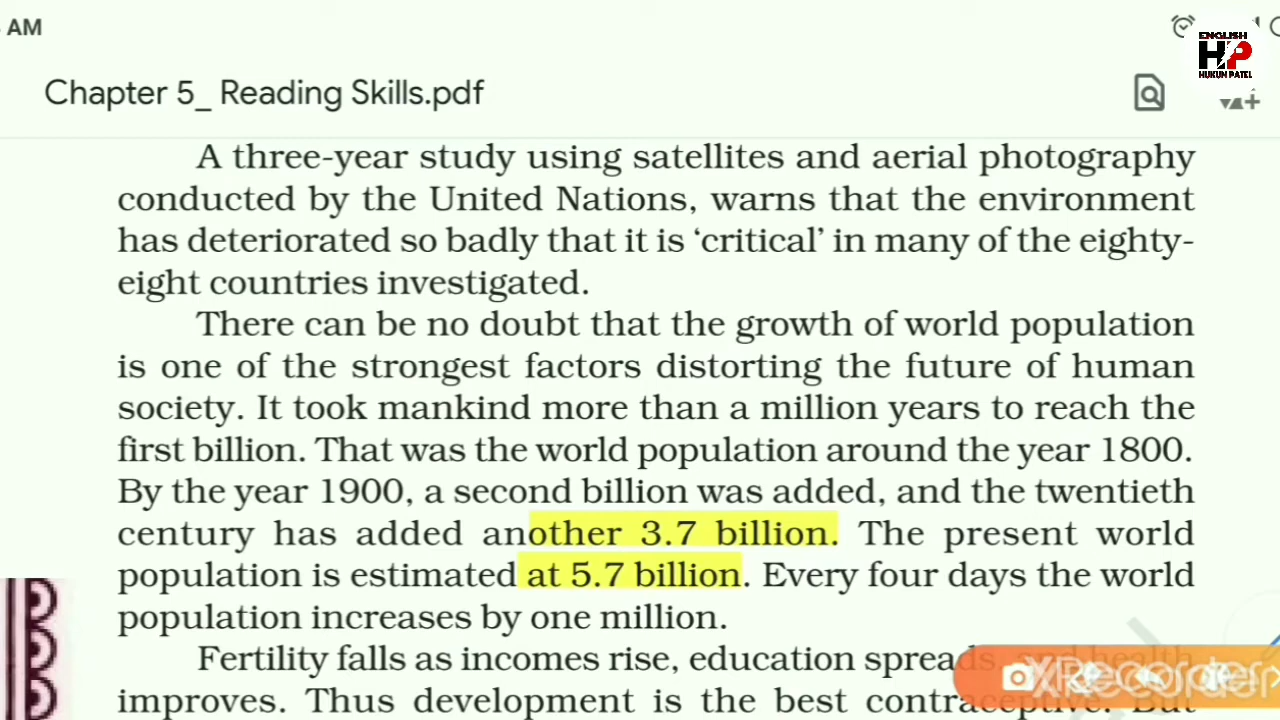 AM
ENGLISH
HP
HUKUN PATEL
Chapter 5_ Reading Skills.pdf
A three-year study using satellites and aerial photography
conducted by the United Nations, warns that the environment
has deteriorated so badly that it is ‘critical’ in many of the eighty-
eight countries investigated.
There can be no doubt that the growth of world population
is one of the strongest factors distorting the future of human
society. It took mankind more than a million years to reach the
first billion. That was the world population around the year 1800.
By the year 1900, a second billion was added, and the twentieth
century has added another 3.7 billion. The present world
population is estimated at 5.7 billion. Every four days the world
population increases by one million.
Fertility falls as incomes rise, education spreads, and health
improves. Thus development is the best contraceptive. But
XRecorder